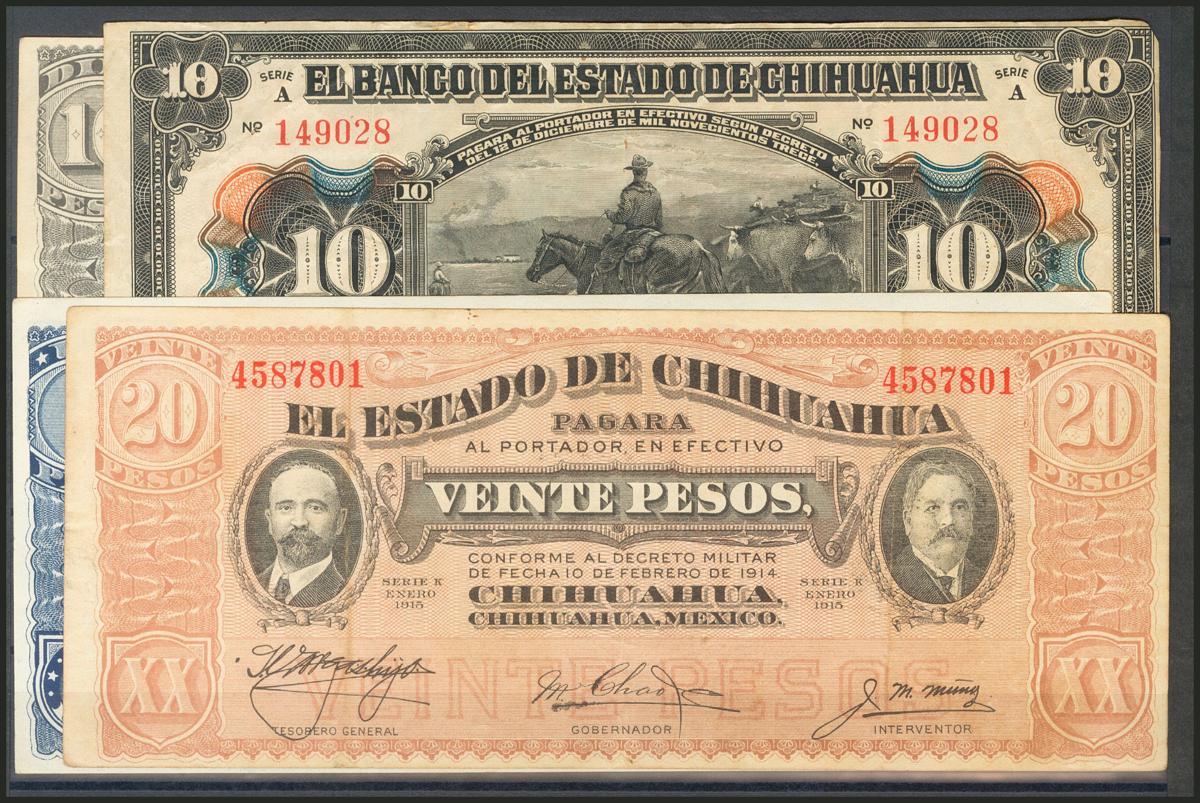 10 SERIE A EL BANCO DEL ESTADO DE CHIHUAHUA SERIE A 10
Nº 149028 Nº 149028
PAGARA AL PORTADOR EN EFECTIVO SEGUN DECRETO
DEL 12 DE DICIEMBRE DE MIL NOVECIENTOS TRECE
10 10
10 10
VEINTE
20
PESOS
4587801
4587801
VEINTE
20
PESOS
EL ESTADO DE CHIHUAHUA
PAGARA
AL PORTADOR, EN EFECTIVO
VEINTE PESOS,
CONFORME AL DECRETO MILITAR
DE FECHA 10 DE FEBRERO DE 1914
CHIHUAHUA,
CHIHUAHUA, MEXICO.
SERIE K
ENERO
1915
SERIE K
ENERO
1915
XX VEINTE PESOS XX
M. Chao J. M. Muñoz
TESORERO GENERAL GOBERNADOR INTERVENTOR